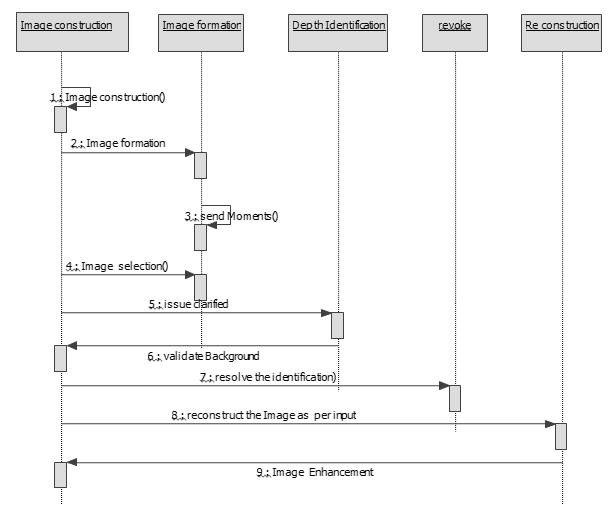 Image construction
Image formation
Depth Identification
revoke
Re construction
1 : Image construction()
2 : Image formation
3 : send Moments()
4 : Image selection()
5 : issue clarified
6 : validate Background
7 : resolve the identification)
8 : reconstruct the Image as per input
9 : Image Enhancement